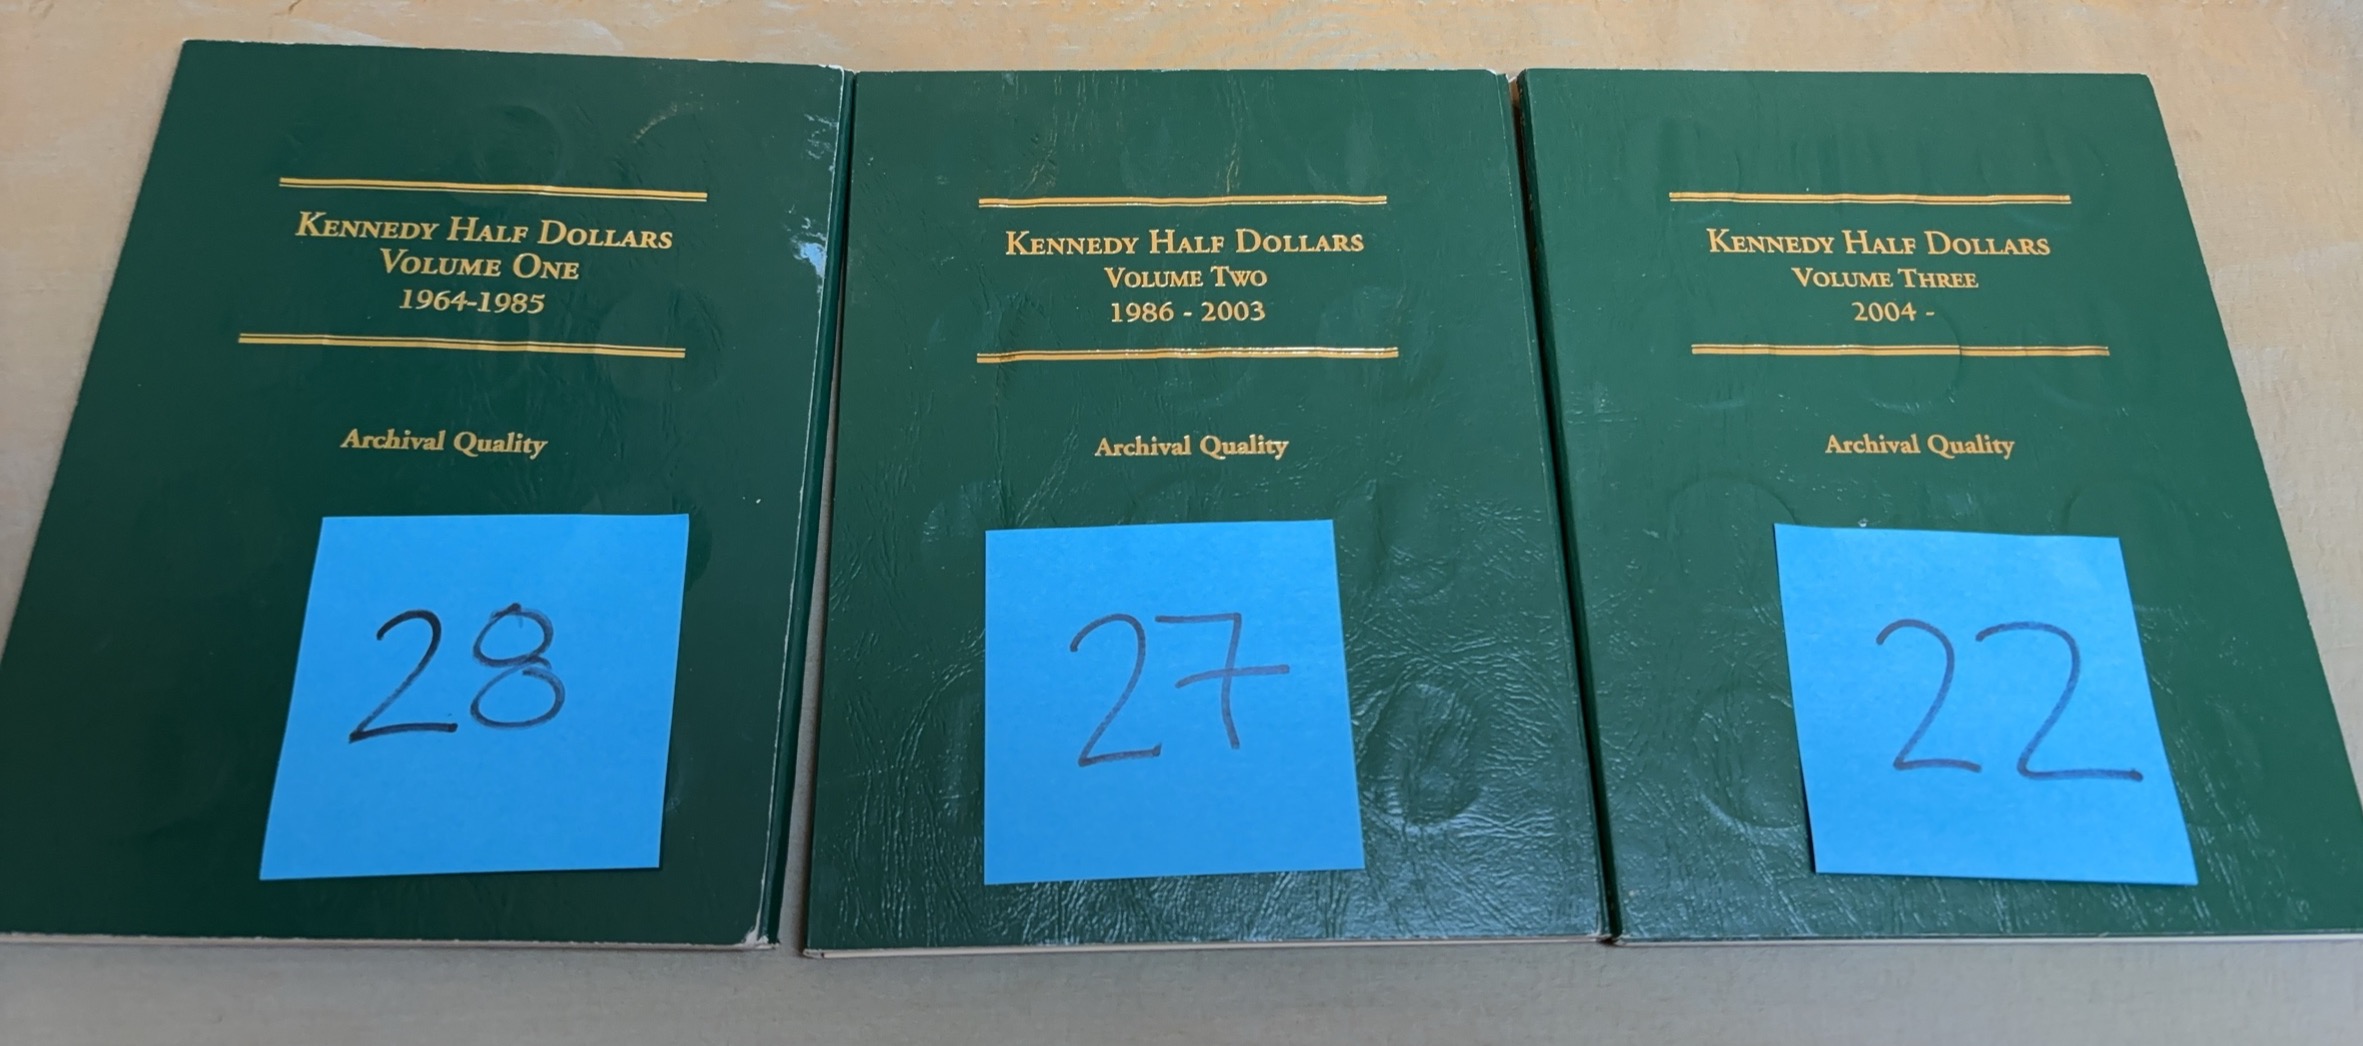 Kennedy Half Dollars
Volume One
1964-1985
Archival Quality
28
Kennedy Half Dollars
Volume Two
1986 - 2003
Archival Quality
27
Kennedy Half Dollars
Volume Three
2004 -
Archival Quality
22